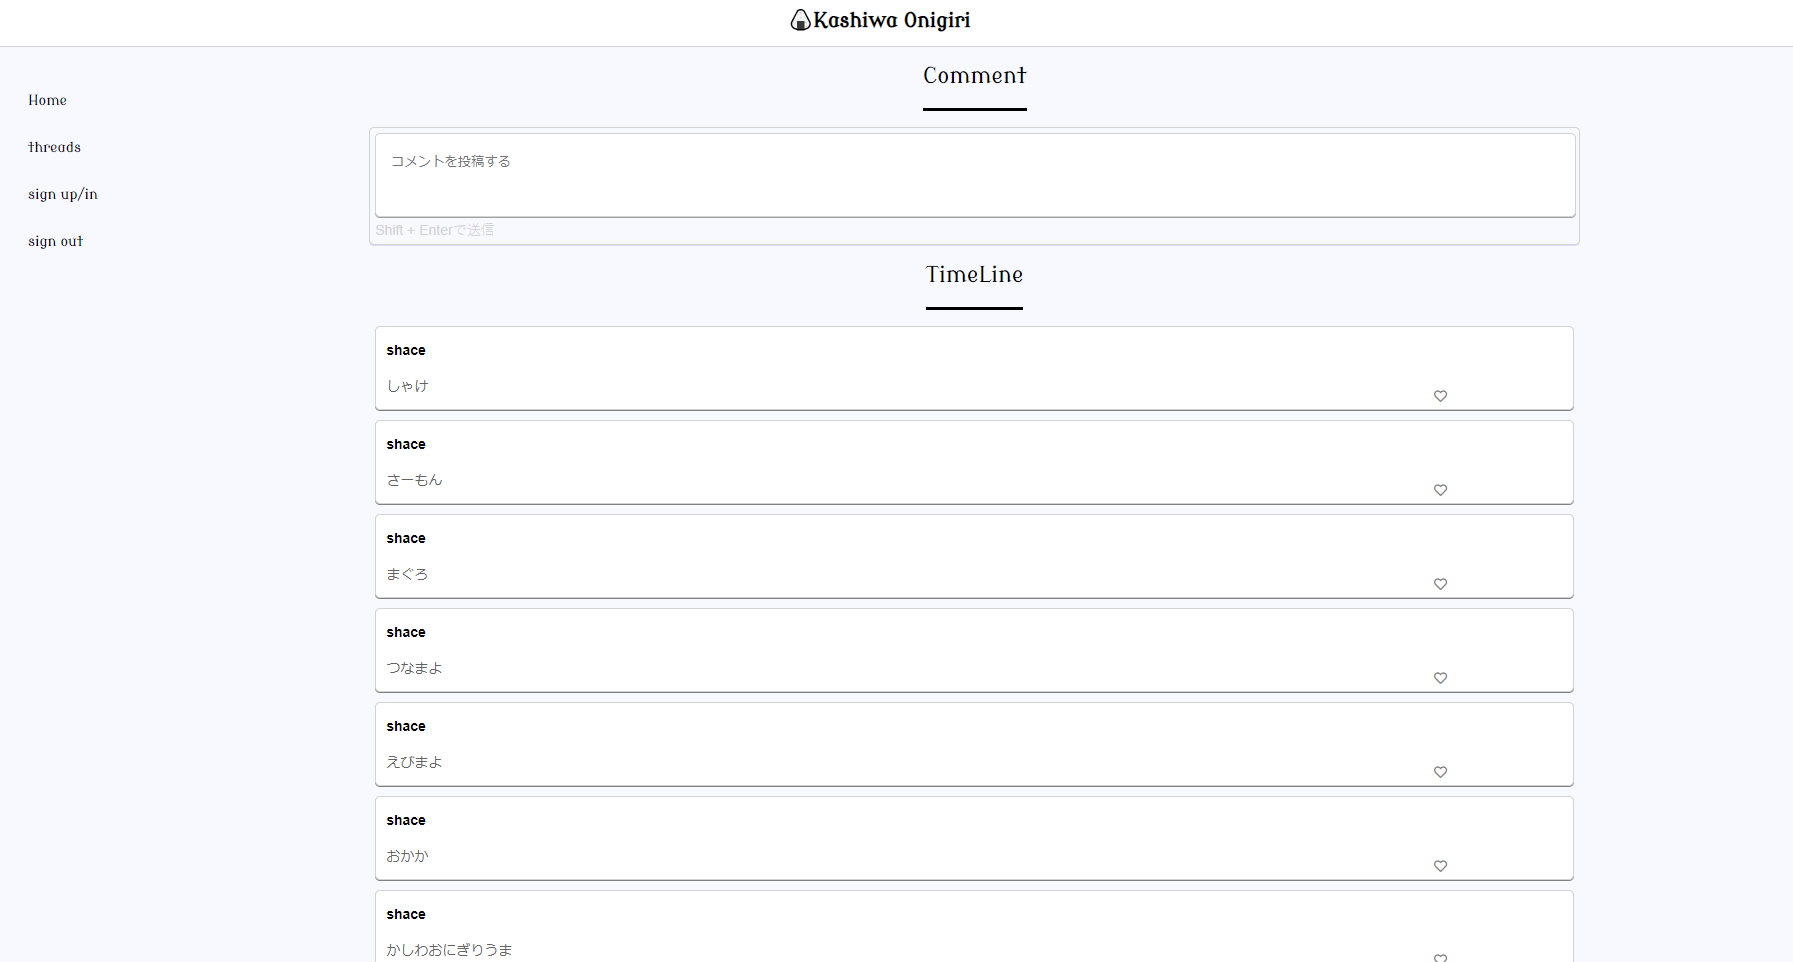 Kashiwa Onigiri
Home
threads
sign up/in
sign out
Comment
コメントを投稿する
Shift + Enterで送信
TimeLine
shace
しゃけ
shace
さーもん
shace
まぐろ
shace
つなまよ
shace
えびまよ
shace
おかか
shace
かしわおにぎりうま